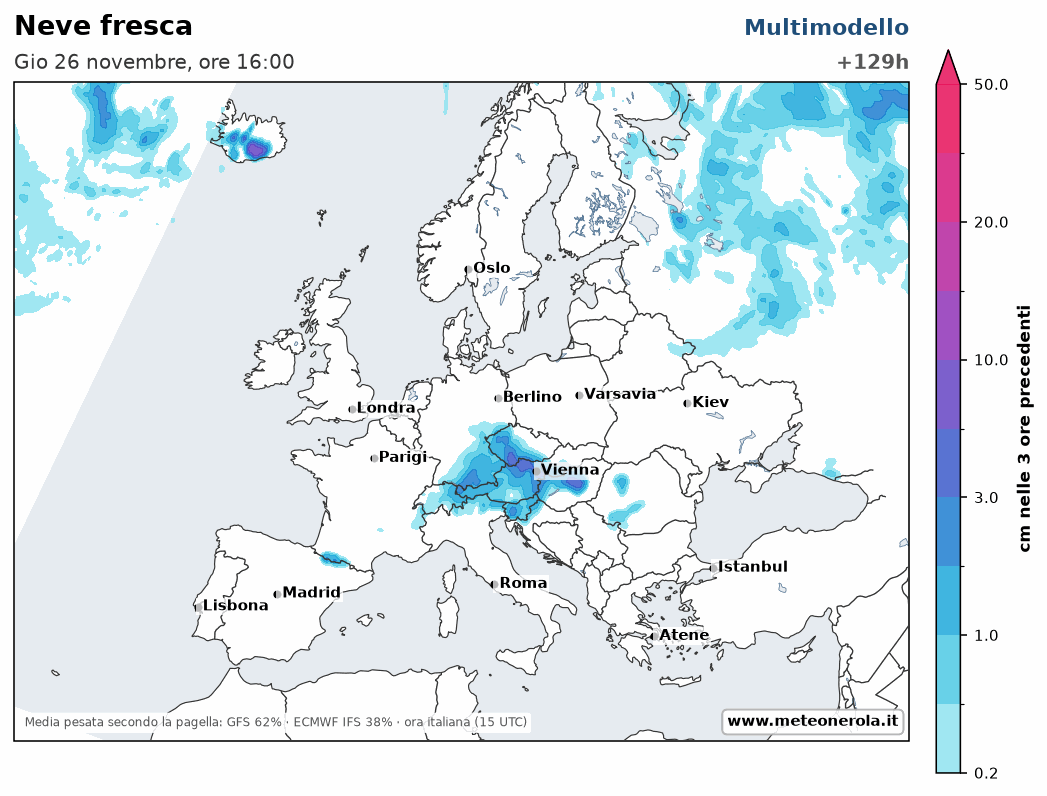 Neve fresca
Multimodello
Gio 26 novembre, ore 16:00
+129h
50.0
20.0
10.0
3.0
1.0
0.2
cm nelle 3 ore precedenti
Oslo
Berlino
Varsavia
Kiev
Londra
Parigi
Vienna
Istanbul
Roma
Madrid
Lisbona
Atene
Media pesata secondo la pagella: GFS 62% · ECMWF IFS 38% · ora italiana (15 UTC)
www.meteonerola.it